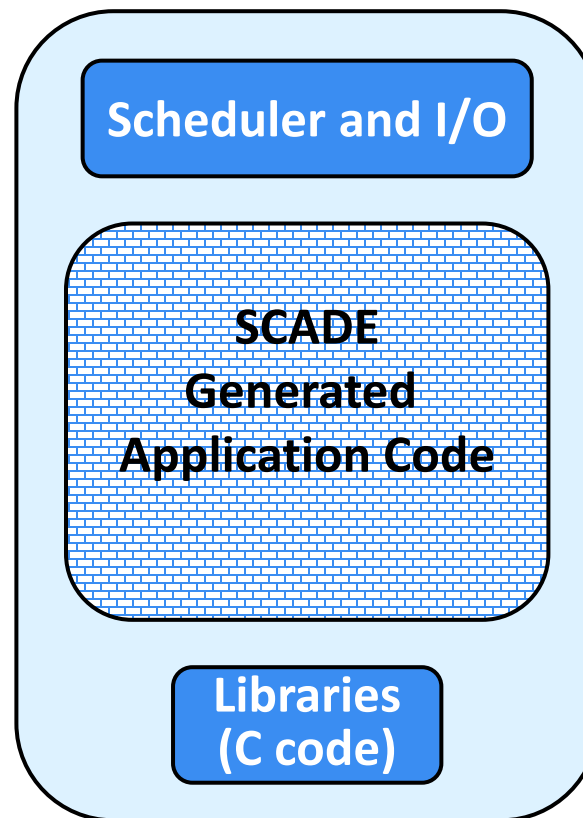 Scheduler and I/O
SCADE
Generated
Application Code
Libraries
(C code)